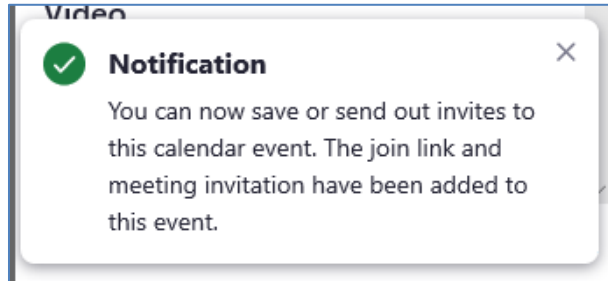 Video
Notification
You can now save or send out invites to
this calendar event. The join link and
meeting invitation have been added to
this event.